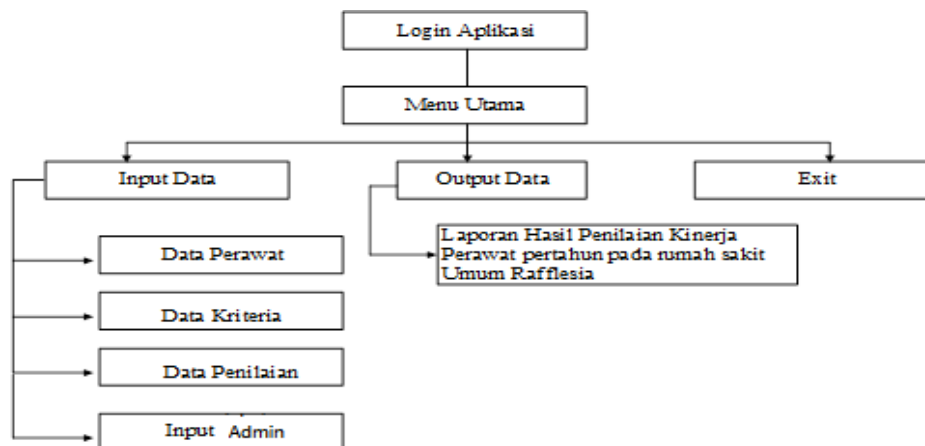 Login Aplikasi
Menu Utama
Input Data
Output Data
Exit
Laporan Hasil Penilaian Kinerja
Perawat pertahun pada rumah sakit
Umum Rafflesia
Data Perawat
Data Kriteria
Data Penilaian
Input Admin